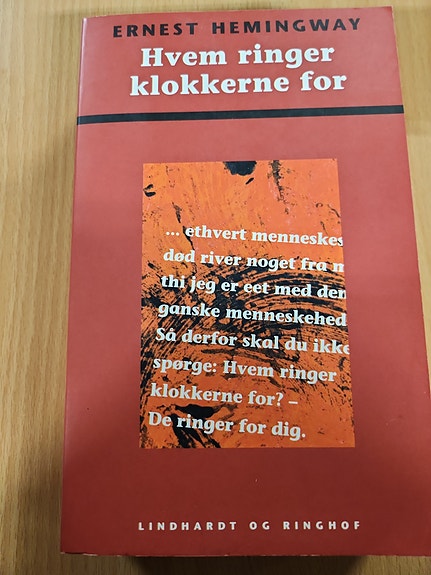 ERNEST HEMINGWAY
Hvem ringer
klokkerne for
... ethvert menneskes
død river noget fra m
thi jeg er eet med den
ganske menneskehed
Så derfor skal du ikke
spørge: Hvem ringer
klokkerne for? –
De ringer for dig.
LINDHARDT OG RINGHOF